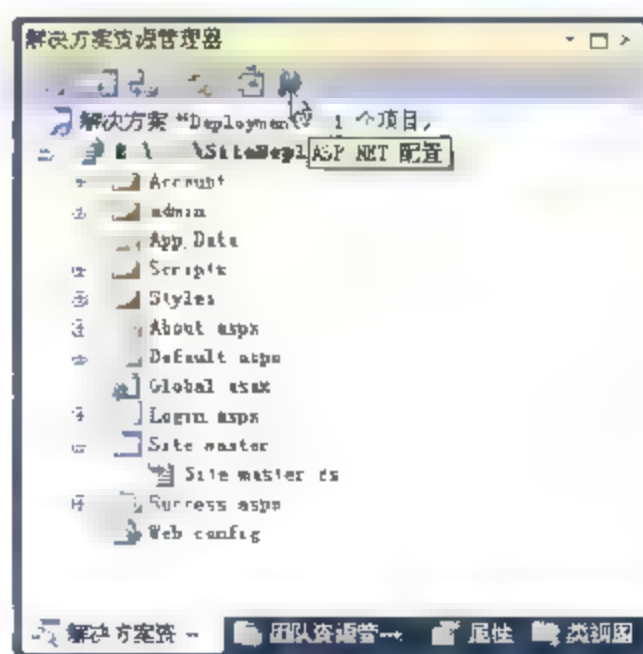 解决方案资源管理器
解决方案 "Deployment" 1 个项目,
\SiteDepl
ASP NET 配置
Account
admin
App_Data
Scripts
Styles
About aspx
Default aspx
Global asax
Login aspx
Site master
Site master cs
Success aspx
Web config
解决方案资 团队资源管 属性 类视图